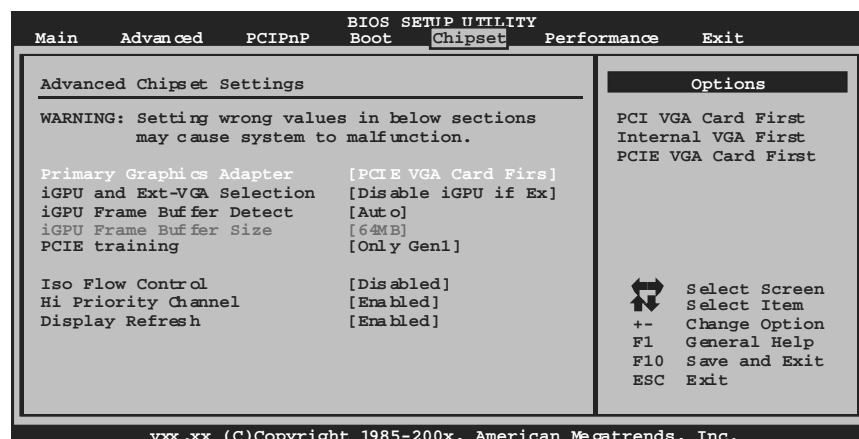 BIOS SETUP UTILITY
Main Advanced PCIPnP Boot Chipset Performance Exit
Advanced Chipset Settings
WARNING: Setting wrong values in below sections
may cause system to malfunction.
Primary Graphics Adapter [PCIE VGA Card Firs]
iGPU and Ext-VGA Selection [Disable iGPU if Ex]
iGPU Frame Buffer Detect [Auto]
iGPU Frame Buffer Size [64MB]
PCIE training [Only Gen1]
Iso Flow Control [Disabled]
Hi Priority Channel [Enabled]
Display Refresh [Enabled]
Options
PCI VGA Card First
Internal VGA First
PCIE VGA Card First
Select Screen
Select Item
+- Change Option
F1 General Help
F10 Save and Exit
ESC Exit
vxx.xx (C)Copyright 1985-200x, American Megatrends, Inc.